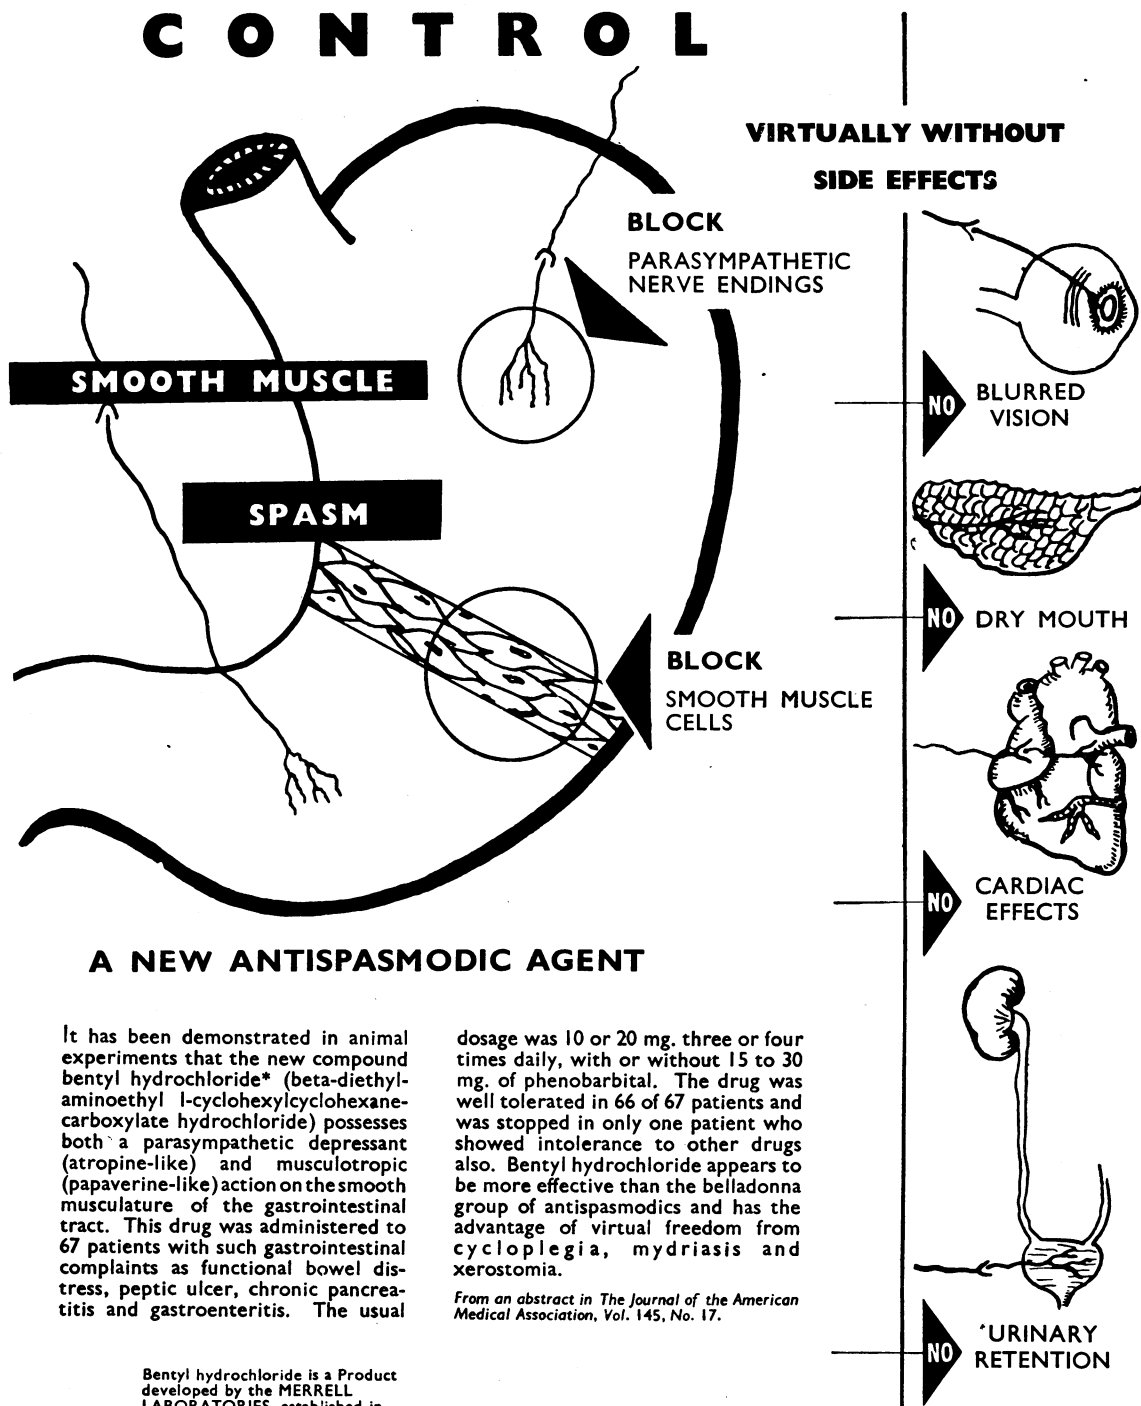 CONTROL
VIRTUALLY WITHOUT
SIDE EFFECTS
BLOCK
PARASYMPATHETIC
NERVE ENDINGS
SMOOTH MUSCLE
SPASM
BLOCK
SMOOTH MUSCLE
CELLS
NO
BLURRED
VISION
NO
DRY MOUTH
NO
CARDIAC
EFFECTS
NO
URINARY
RETENTION
A NEW ANTISPASMODIC AGENT
It has been demonstrated in animal
experiments that the new compound
bentyl hydrochloride* (beta-diethyl-
aminoethyl 1-cyclohexylcyclohexane-
carboxylate hydrochloride) possesses
both a parasympathetic depressant
(atropine-like) and musculotropic
(papaverine-like) action on the smooth
musculature of the gastrointestinal
tract. This drug was administered to
67 patients with such gastrointestinal
complaints as functional bowel dis-
tress, peptic ulcer, chronic pancrea-
titis and gastroenteritis. The usual
dosage was 10 or 20 mg. three or four
times daily, with or without 15 to 30
mg. of phenobarbital. The drug was
well tolerated in 66 of 67 patients and
was stopped in only one patient who
showed intolerance to other drugs
also. Bentyl hydrochloride appears to
be more effective than the belladonna
group of antispasmodics and has the
advantage of virtual freedom from
cycloplegia, mydriasis and
xerostomia.
From an abstract in The Journal of the American
Medical Association, Vol. 145, No. 17.
Bentyl hydrochloride is a Product
developed by the MERRELL
LABORATORIES, established in